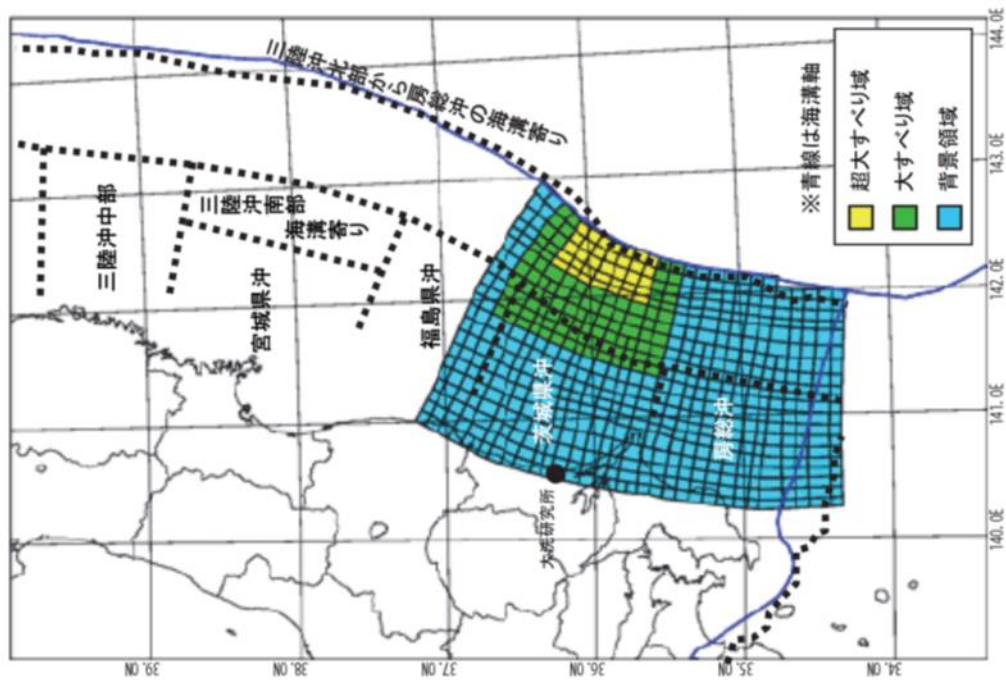 三陸沖北部から房総沖の海溝寄り
三陸沖中部
三陸沖南部
海溝寄り
宮城県沖
福島県沖
茨城県沖
房総沖
大洗研究所
※青線は海溝軸
超大すべり域
大すべり域
背景領域
39.0N
38.0N
37.0N
36.0N
35.0N
34.0N
140.0E
141.0E
142.0E
143.0E
144.0E